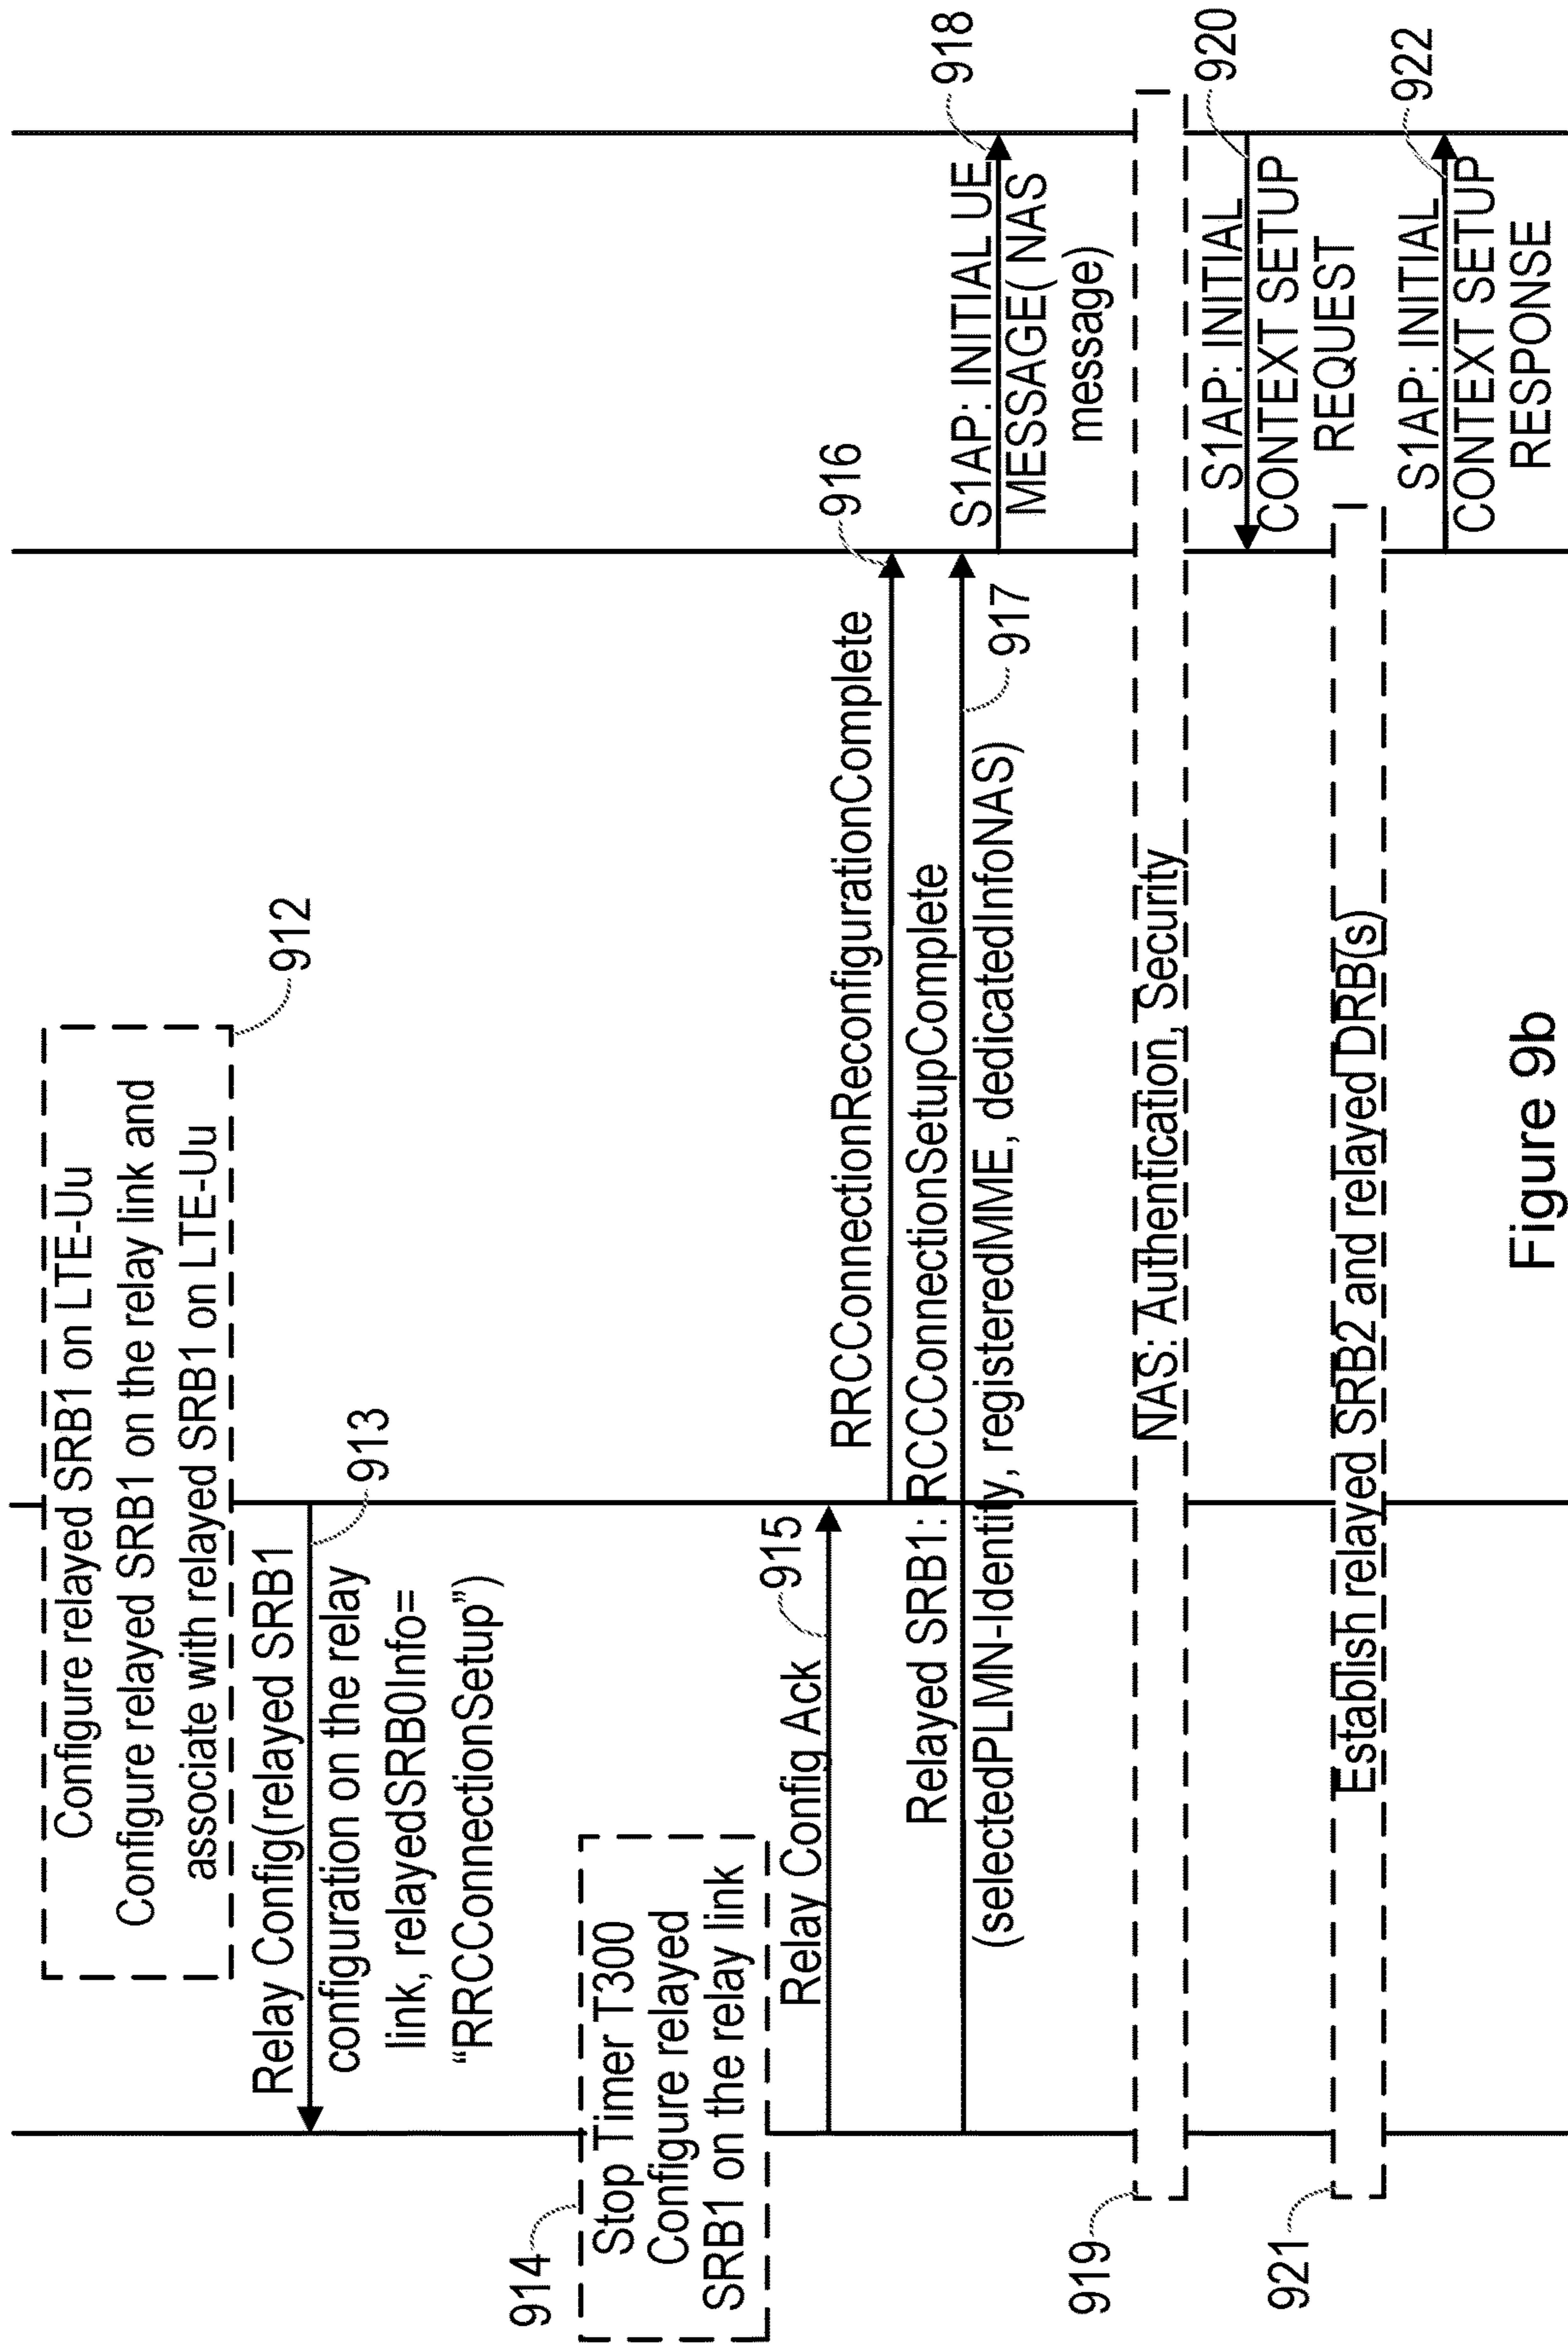 Configure relayed SRB1 on LTE-Uu
Configure relayed SRB1 on the relay link and
associate with relayed SRB1 on LTE-Uu
912
Relay Config(relayed SRB1
configuration on the relay
link, relayedSRB0Info=
“RRCConnectionSetup”)
913
914
Stop Timer T300
Configure relayed
SRB1 on the relay link
Relay Config Ack
915
RRCConnectionReconfigurationComplete
916
Relayed SRB1: RCCConnectionSetupComplete
(selectedPLMN-Identity, registeredMME, dedicatedInfoNAS)
917
S1AP: INITIAL UE
MESSAGE( NAS
message)
918
919
NAS: Authentication, Security
S1AP: INITIAL
CONTEXT SETUP
REQUEST
920
921
Establish relayed SRB2 and relayed DRB(s)
S1AP: INITIAL
CONTEXT SETUP
RESPONSE
922
Figure 9b